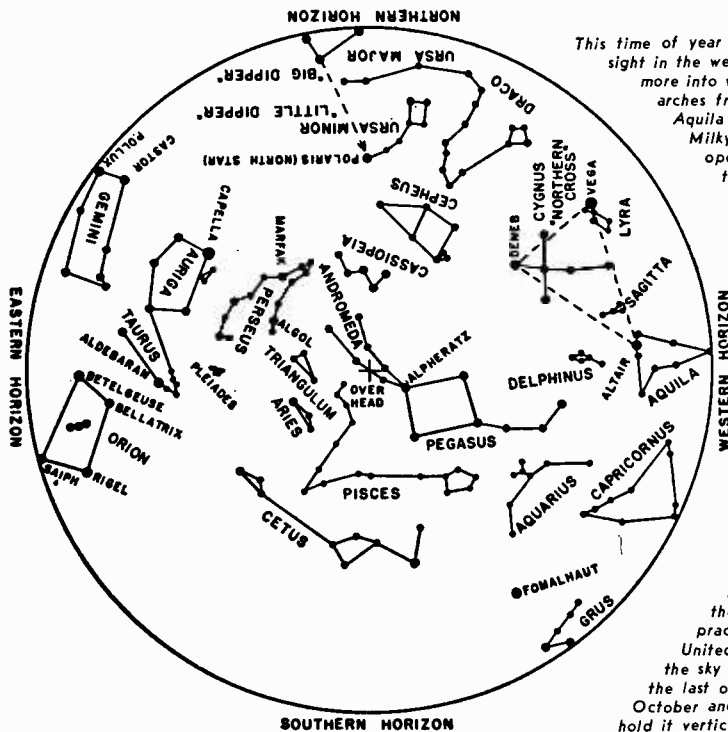 NORTHERN HORIZON
This time of year
sight in the we
more into v
arches fr
Aquila
Milky
ope
t
"BIG DIPPER"
URSA MAJOR
"LITTLE DIPPER"
URSA MINOR
DRACO
POLARIS (NORTH STAR)
POLLUX
CASTOR
GEMINI
CAPELLA
AURIGA
MARFAK
PERSEUS
CEPHEUS
CASSIOPEIA
DENEB
CYGNUS
"NORTHERN
CROSS"
VEGA
LYRA
SAGITTA
EASTERN HORIZON
TAURUS
ALDEBARAN
PLEIADES
ALGOL
TRIANGULUM
ARIES
ANDROMEDA
OVER
HEAD
ALPHERATZ
DELPHINUS
ALTAIR
AQUILA
WESTERN HORIZON
BETELGEUSE
BELLATRIX
ORION
SAIPH
RIGEL
PEGASUS
PISCES
CETUS
AQUARIUS
CAPRICORNUS
FOMALHAUT
GRUS
the
prac
United
the sky
the last o
October an
hold it vertic
SOUTHERN HORIZON